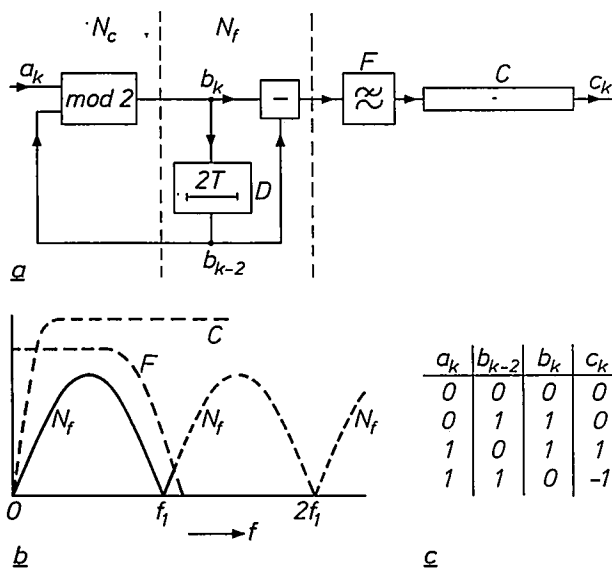 N_c N_f
a_k mod 2 b_k − F C c_k
2T D
b_{k-2}
a
C
F
N_f N_f N_f
0 f_1 f 2f_1
b
a_k b_{k-2} b_k c_k
0 0 0 0
0 1 1 0
1 0 1 1
1 1 0 -1
c